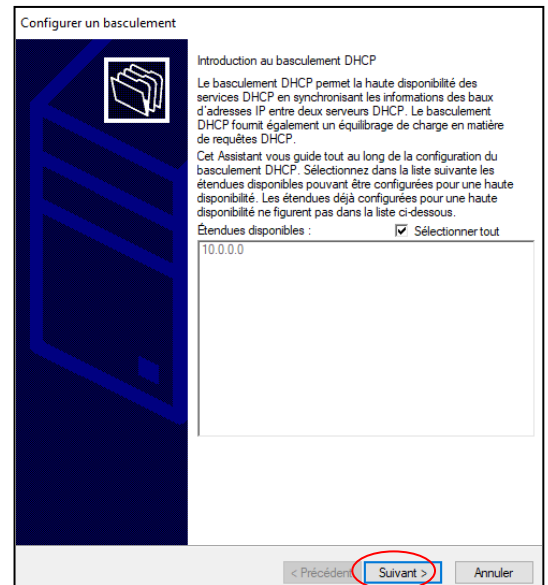 Configurer un basculement
Introduction au basculement DHCP
Le basculement DHCP permet la haute disponibilité des
services DHCP en synchronisant les informations des baux
d'adresses IP entre deux serveurs DHCP. Le basculement
DHCP fournit également un équilibrage de charge en matière
de requêtes DHCP.
Cet Assistant vous guide tout au long de la configuration du
basculement DHCP. Sélectionnez dans la liste suivante les
étendues disponibles pouvant être configurées pour une haute
disponibilité. Les étendues déjà configurées pour une haute
disponibilité ne figurent pas dans la liste ci-dessous.
Étendues disponibles : Sélectionner tout
10.0.0.0
< Précédent Suivant > Annuler